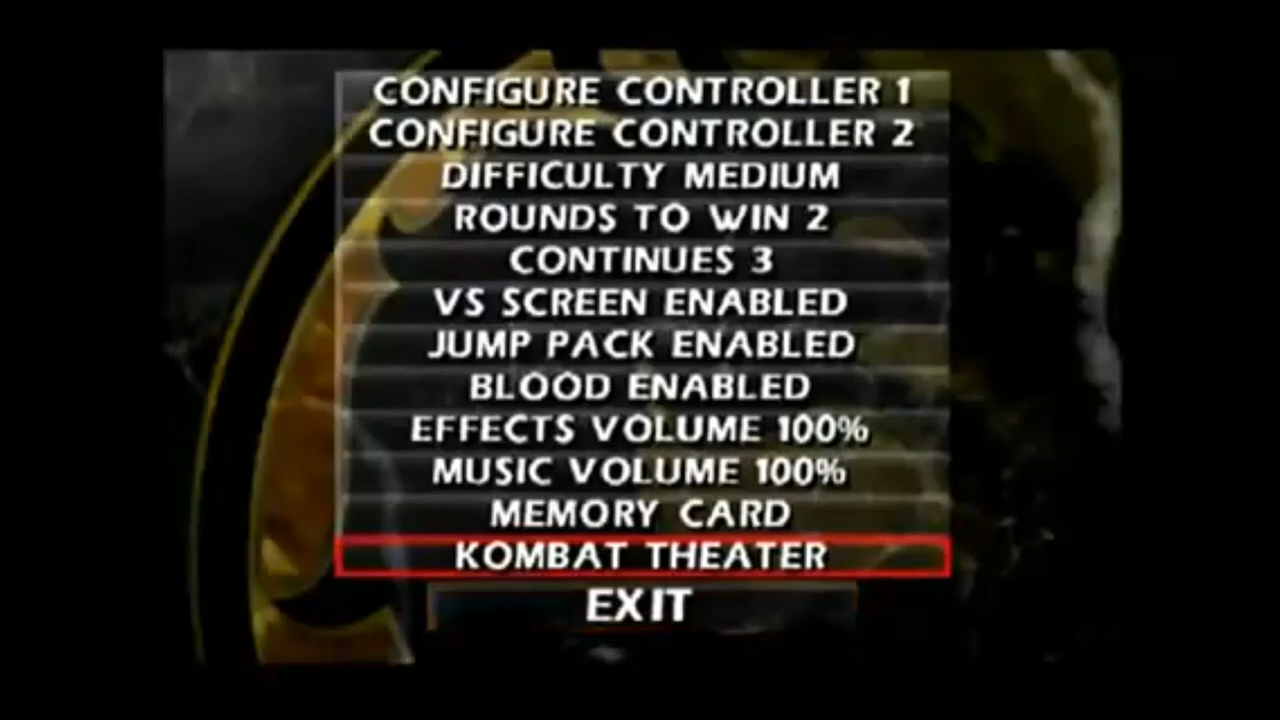 CONFIGURE CONTROLLER 1
CONFIGURE CONTROLLER 2
DIFFICULTY MEDIUM
ROUNDS TO WIN 2
CONTINUES 3
VS SCREEN ENABLED
JUMP PACK ENABLED
BLOOD ENABLED
EFFECTS VOLUME 100%
MUSIC VOLUME 100%
MEMORY CARD
KOMBAT THEATER
EXIT